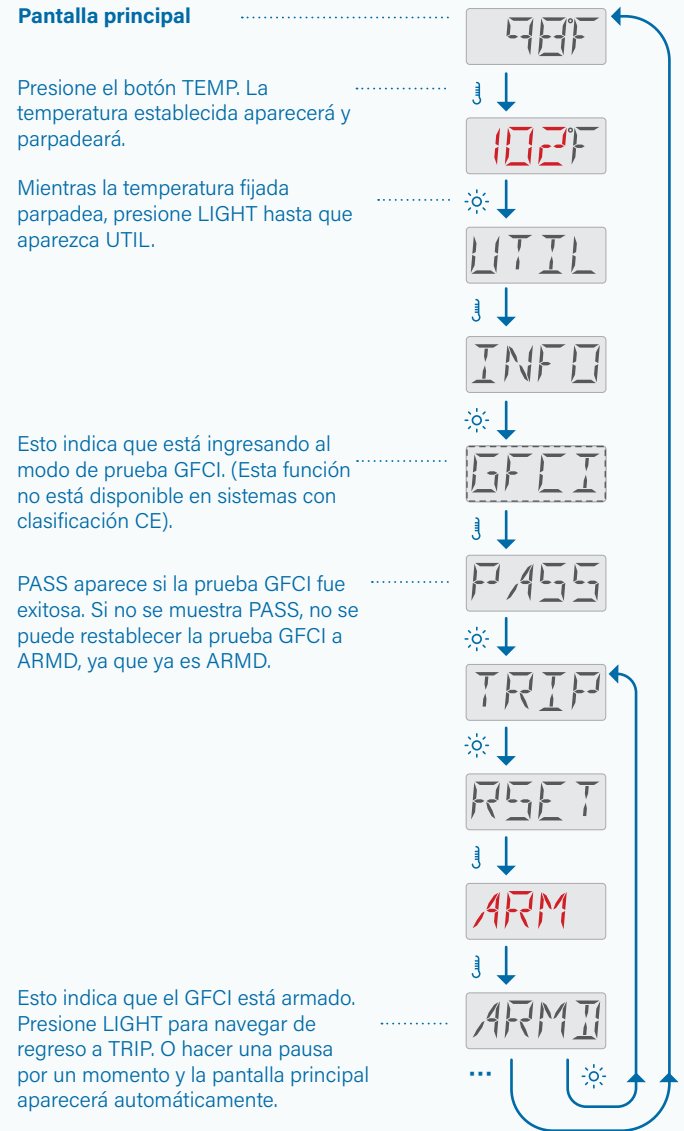 Pantalla principal
98°F
Presione el botón TEMP. La
temperatura establecida aparecerá y
parpadeará.
102°F
Mientras la temperatura fijada
parpadea, presione LIGHT hasta que
aparezca UTIL.
UTIL
INFO
Esto indica que está ingresando al
modo de prueba GFCI. (Esta función
no está disponible en sistemas con
clasificación CE).
GFCI
PASS aparece si la prueba GFCI fue
exitosa. Si no se muestra PASS, no se
puede restablecer la prueba GFCI a
ARMD, ya que ya es ARMD.
PASS
TRIP
RSET
ARM
Esto indica que el GFCI está armado.
Presione LIGHT para navegar de
regreso a TRIP. O hacer una pausa
por un momento y la pantalla principal
aparecerá automáticamente.
ARMD
...